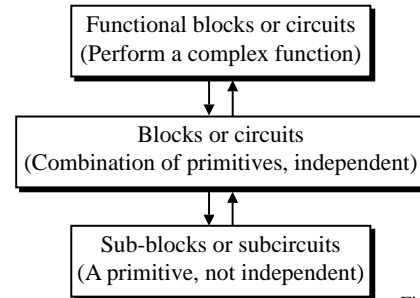 Functional blocks or circuits
(Perform a complex function)
Blocks or circuits
(Combination of primitives, independent)
Sub-blocks or subcircuits
(A primitive, not independent)